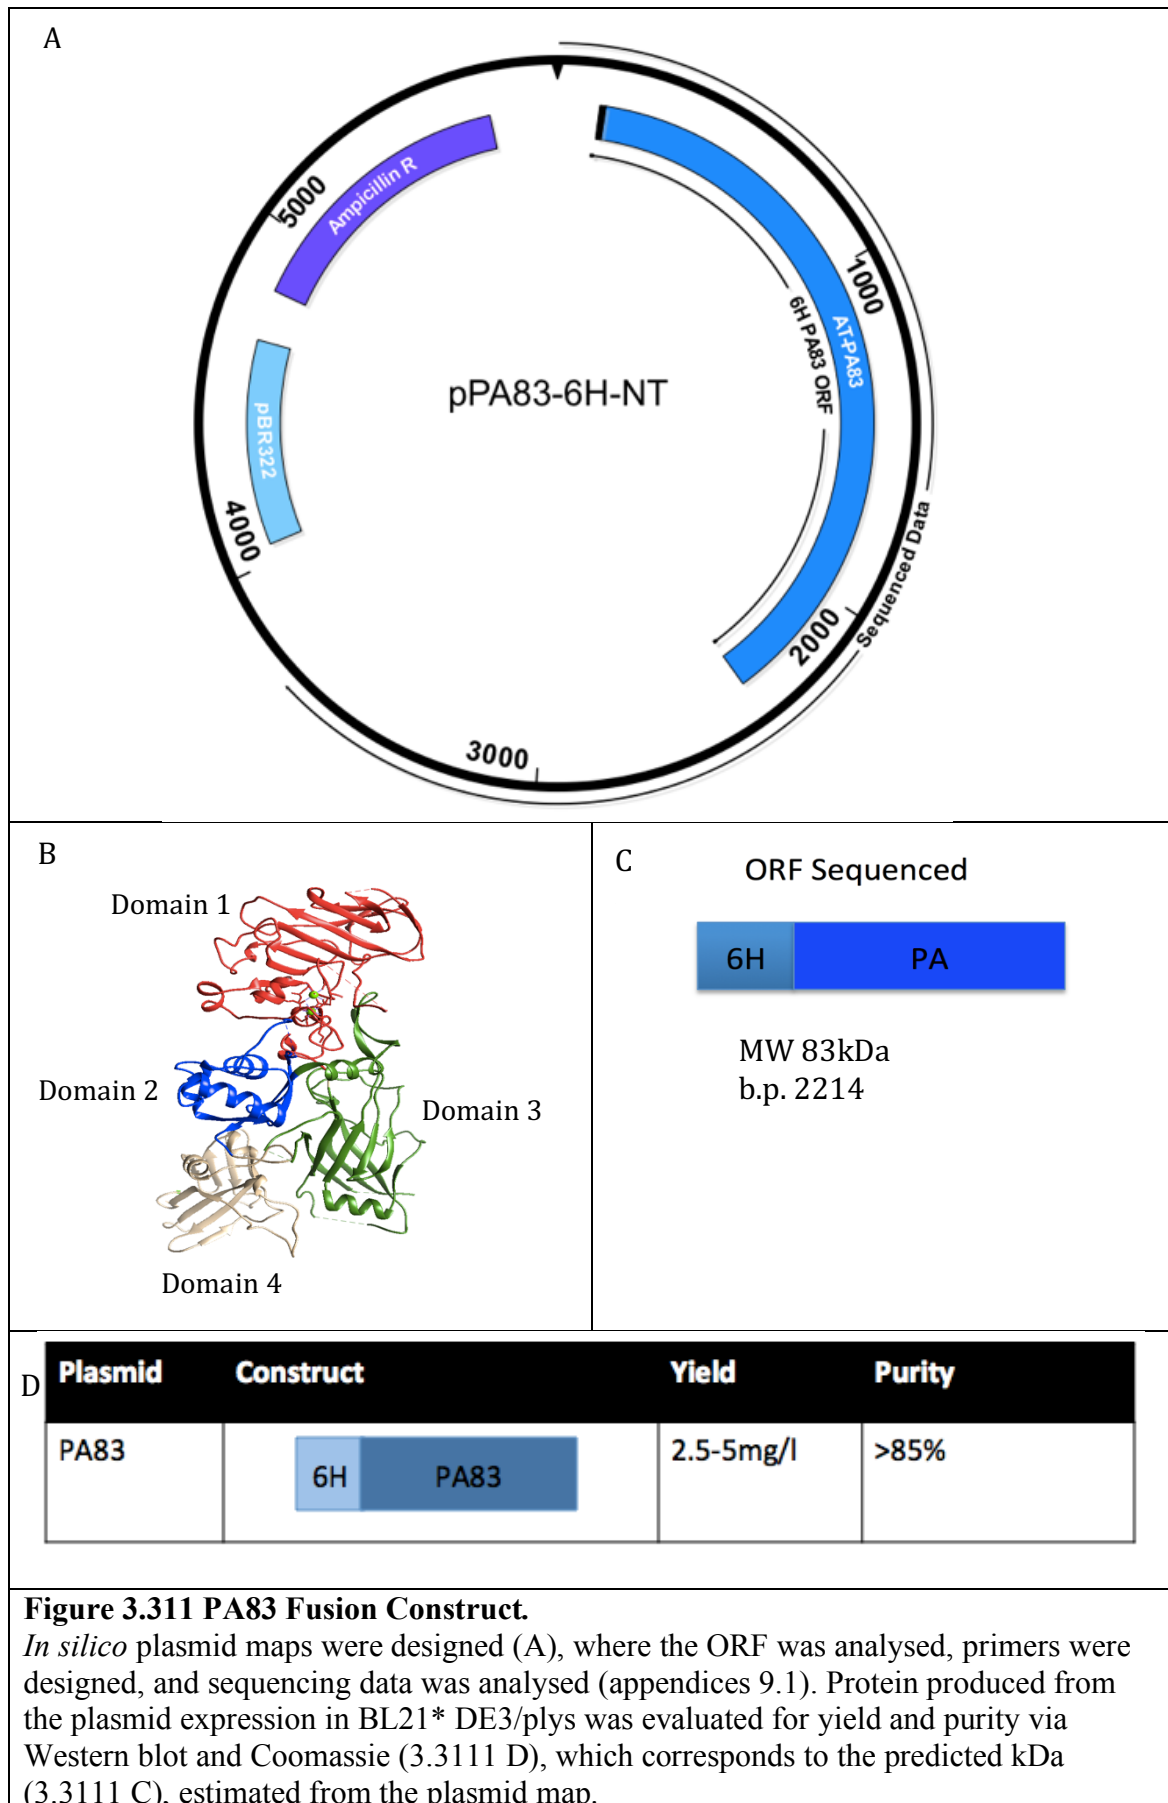 A
Ampicillin R
5000
1000
AT-PA83
6H PA83 ORF
pPA83-6H-NT
pBR322
4000
Sequenced Data
2000
3000
B
Domain 1
Domain 2
Domain 3
Domain 4
C
ORF Sequenced
6H PA
MW 83kDa
b.p. 2214
D
Plasmid Construct Yield Purity
PA83 6H PA83 2.5-5mg/l >85%
Figure 3.311 PA83 Fusion Construct.
In silico plasmid maps were designed (A), where the ORF was analysed, primers were
designed, and sequencing data was analysed (appendices 9.1). Protein produced from
the plasmid expression in BL21* DE3/plys was evaluated for yield and purity via
Western blot and Coomassie (3.3111 D), which corresponds to the predicted kDa
(3.3111 C), estimated from the plasmid map.